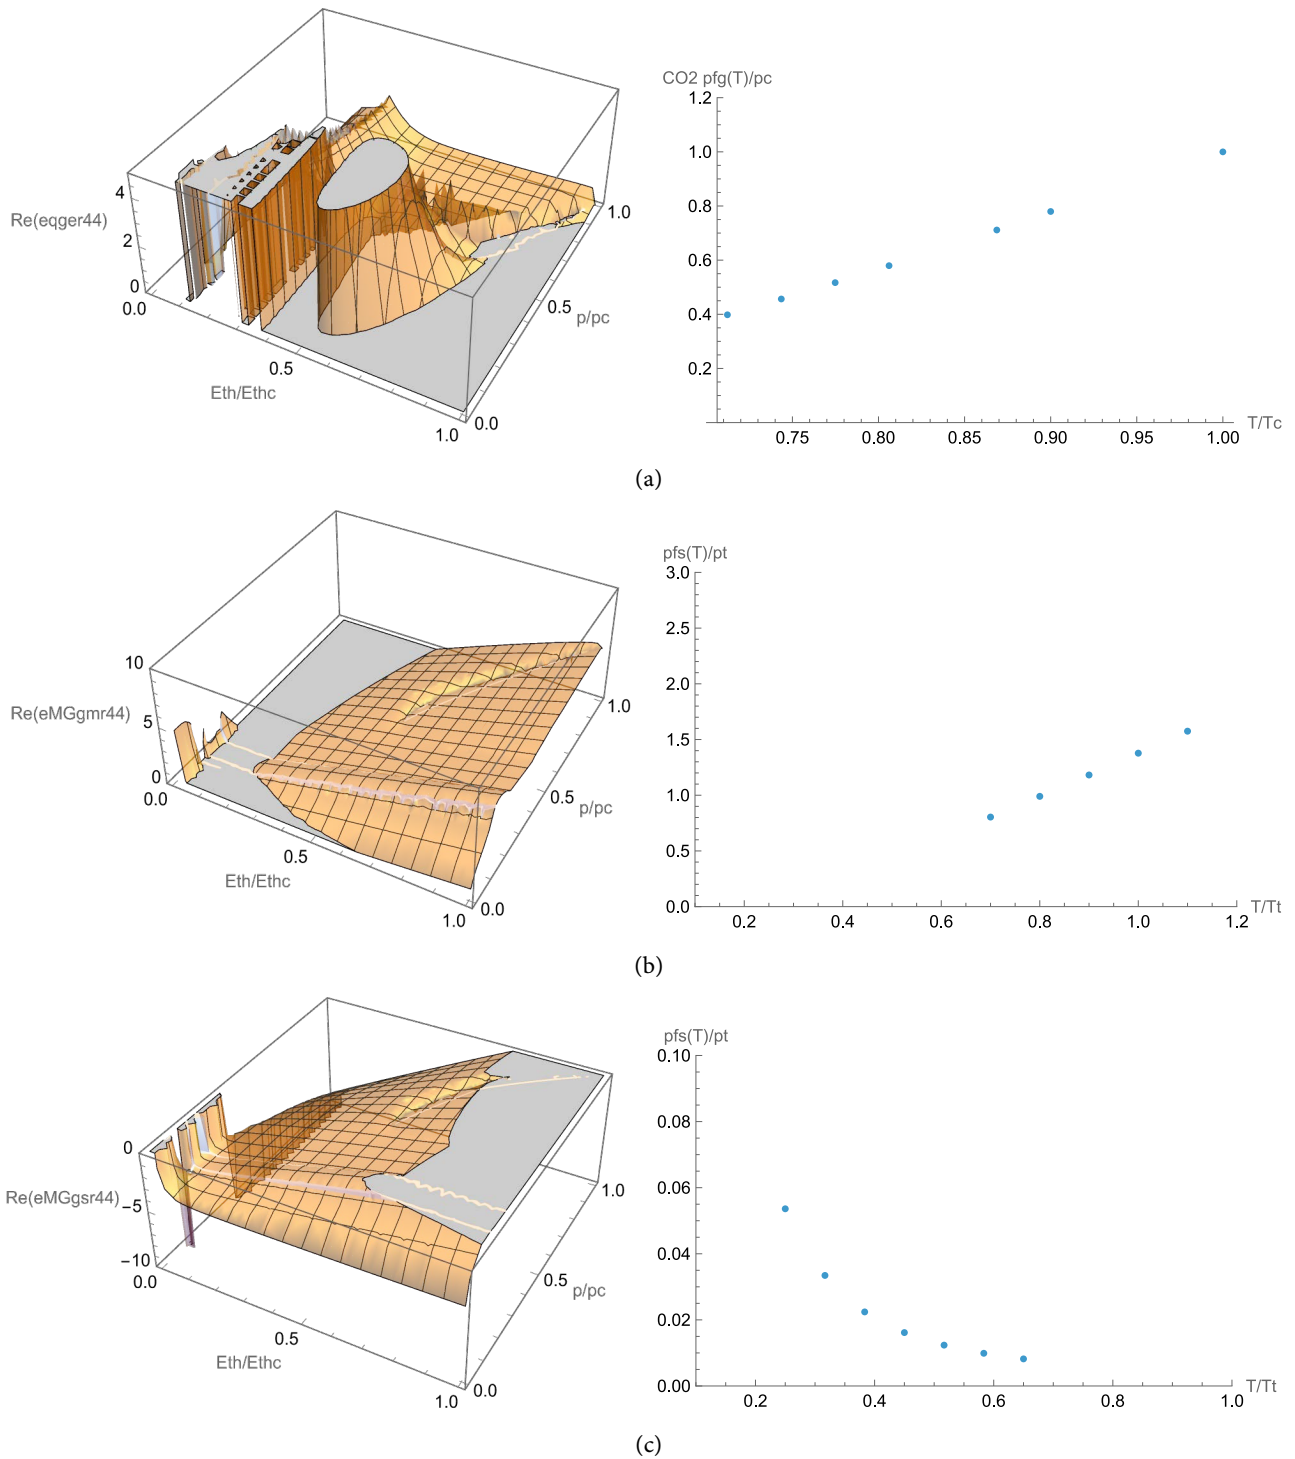 4
Re(eqger44)
2
0
0.0
0.5
Eth/Ethc
1.0
0.0
0.5
p/pc
1.0
CO2 pfg(T)/pc
1.2
1.0
0.8
0.6
0.4
0.2
0.75 0.80 0.85 0.90 0.95 1.00
T/Tc
(a)
10
Re(eMGgmr44)
5
0
0.0
0.5
Eth/Ethc
1.0
0.0
0.5
p/pc
1.0
pfs(T)/pt
3.0
2.5
2.0
1.5
1.0
0.5
0.0
0.2 0.4 0.6 0.8 1.0 1.2
T/Tt
(b)
0
Re(eMGgsr44)
−5
−10
0.0
0.5
Eth/Ethc
1.0
0.0
0.5
p/pc
1.0
pfs(T)/pt
0.10
0.08
0.06
0.04
0.02
0.00
0.2 0.4 0.6 0.8 1.0
T/Tt
(c)